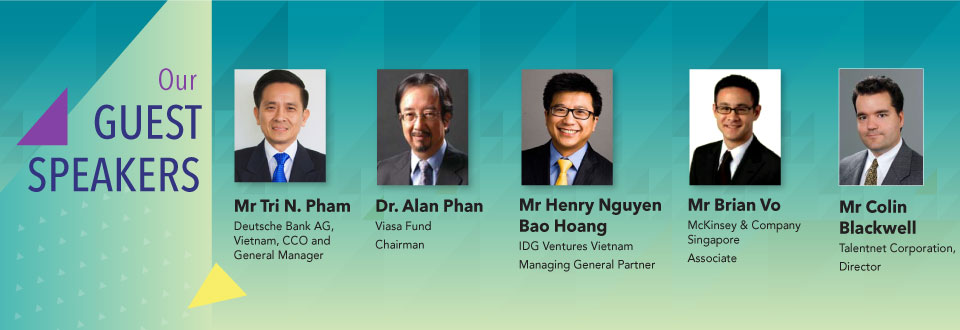 Our
GUEST
SPEAKERS
Mr Tri N. Pham
Deutsche Bank AG,
Vietnam, CCO and
General Manager
Dr. Alan Phan
Viasa Fund
Chairman
Mr Henry Nguyen
Bao Hoang
IDG Ventures Vietnam
Managing General Partner
Mr Brian Vo
McKinsey & Company
Singapore
Associate
Mr Colin
Blackwell
Talentnet Corporation,
Director